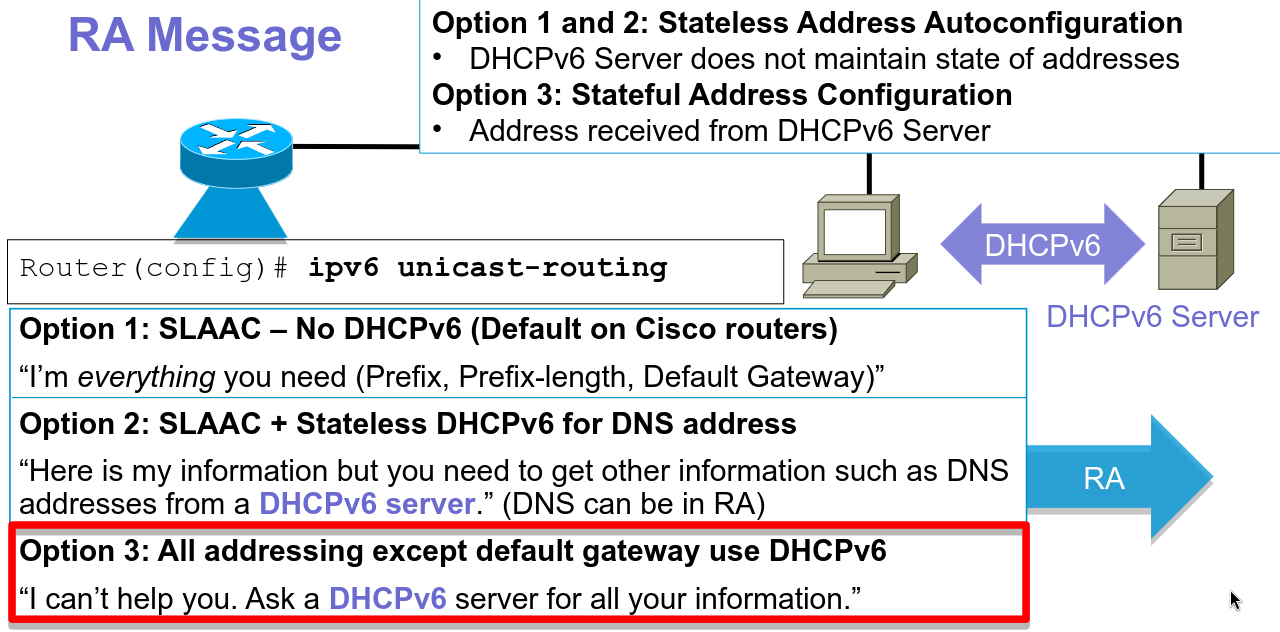 RA Message
Option 1 and 2: Stateless Address Autoconfiguration
• DHCPv6 Server does not maintain state of addresses
Option 3: Stateful Address Configuration
• Address received from DHCPv6 Server
Router(config)# ipv6 unicast-routing
DHCPv6
DHCPv6 Server
Option 1: SLAAC – No DHCPv6 (Default on Cisco routers)
“I’m everything you need (Prefix, Prefix-length, Default Gateway)”
Option 2: SLAAC + Stateless DHCPv6 for DNS address
“Here is my information but you need to get other information such as DNS
addresses from a DHCPv6 server.” (DNS can be in RA)
RA
Option 3: All addressing except default gateway use DHCPv6
“I can’t help you. Ask a DHCPv6 server for all your information.”